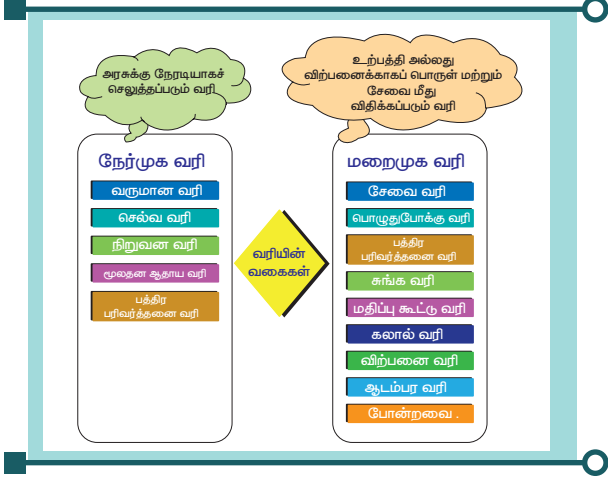 அரசுக்கு நேரடியாகச்
செலுத்தப்படும் வரி
உற்பத்தி அல்லது
விற்பனைக்காகப் பொருள் மற்றும்
சேவை மீது
விதிக்கப்படும் வரி
நேர்முக வரி
வருமான வரி
செல்வ வரி
நிறுவன வரி
மூலதன ஆதாய வரி
பத்திர
பரிவர்த்தனை வரி
வரியின்
வகைகள்
மறைமுக வரி
சேவை வரி
பொழுதுபோக்கு வரி
பத்திர
பரிவர்த்தனை வரி
சுங்க வரி
மதிப்பு கூட்டு வரி
கலால் வரி
விற்பனை வரி
ஆடம்பர வரி
போன்றவை .